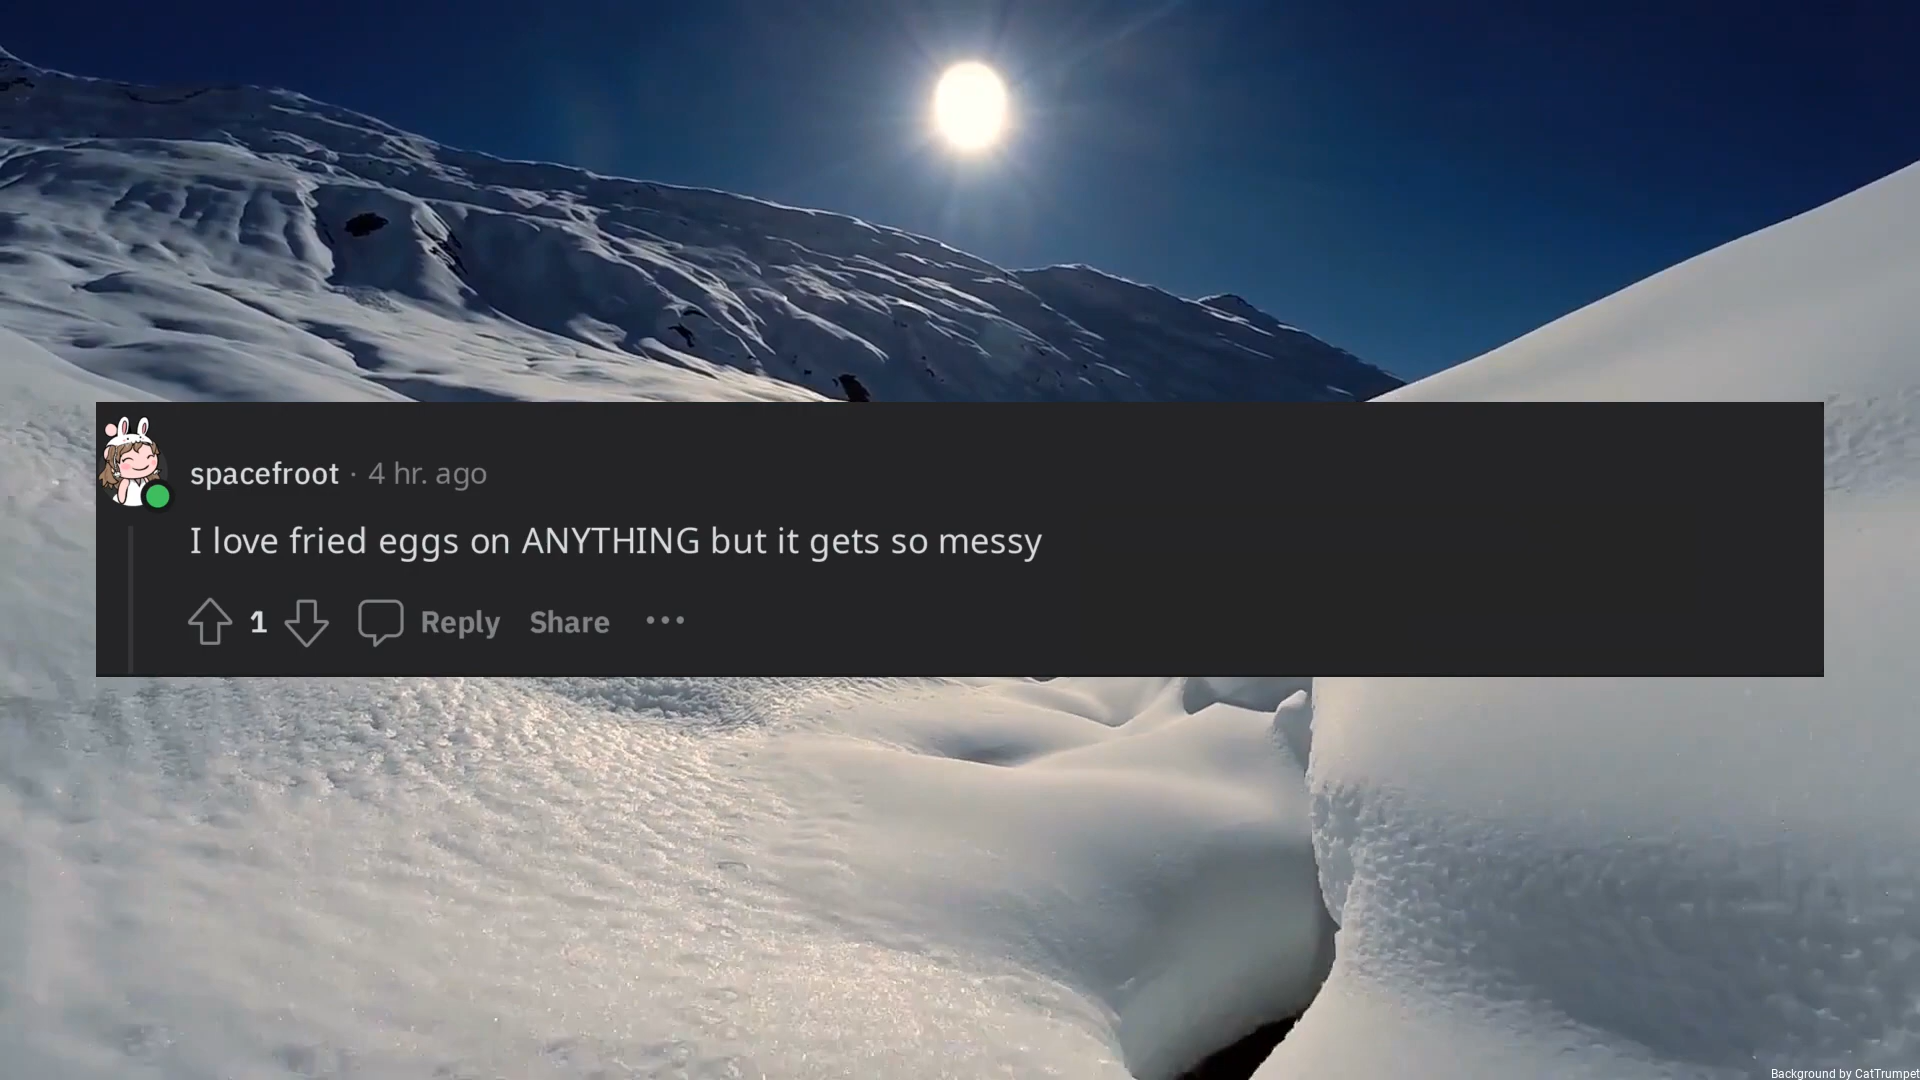 spacefroot · 4 hr. ago
I love fried eggs on ANYTHING but it gets so messy
1 Reply Share ···
Background by CatTrumpet